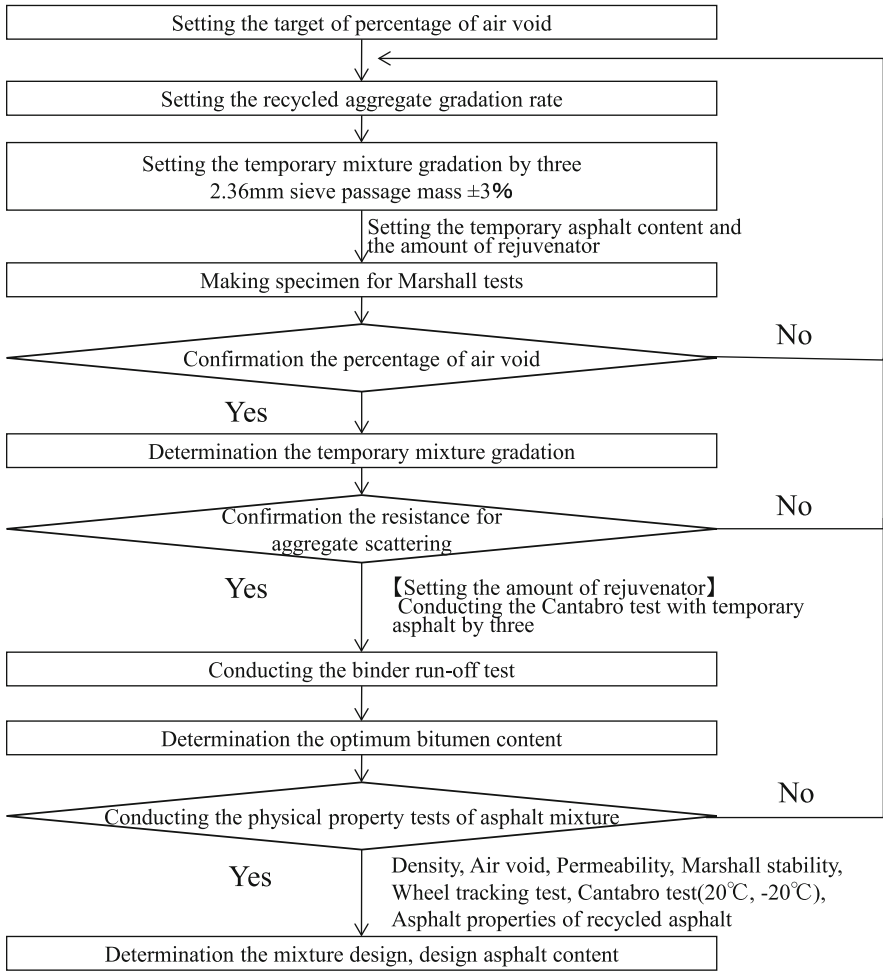 Setting the target of percentage of air void
Setting the recycled aggregate gradation rate
Setting the temporary mixture gradation by three
2.36mm sieve passage mass ±3%
Setting the temporary asphalt content and
the amount of rejuvenator
Making specimen for Marshall tests
Confirmation the percentage of air void
No
Yes
Determination the temporary mixture gradation
Confirmation the resistance for
aggregate scattering
No
Yes
【Setting the amount of rejuvenator】
Conducting the Cantabro test with temporary
asphalt by three
Conducting the binder run-off test
Determination the optimum bitumen content
Conducting the physical property tests of asphalt mixture
No
Yes
Density, Air void, Permeability, Marshall stability,
Wheel tracking test, Cantabro test(20℃, -20℃),
Asphalt properties of recycled asphalt
Determination the mixture design, design asphalt content